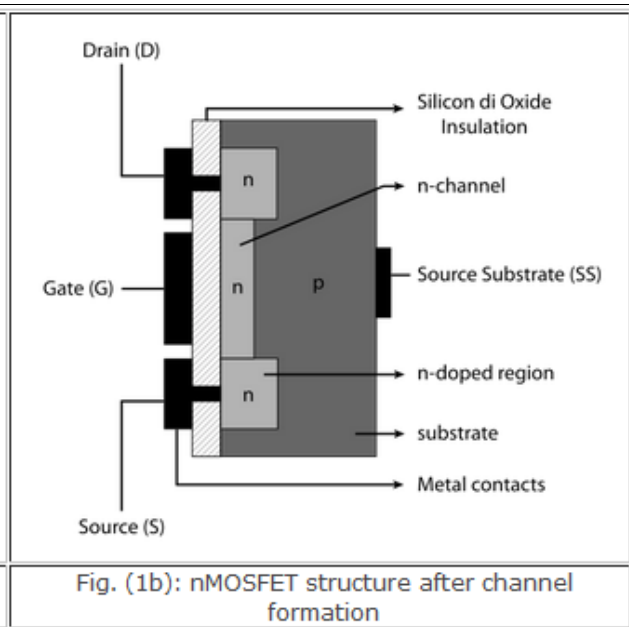 Drain (D)
Silicon di Oxide
Insulation
n
n-channel
Gate (G)
n
p
Source Substrate (SS)
n-doped region
n
substrate
Metal contacts
Source (S)
Fig. (1b): nMOSFET structure after channel
formation